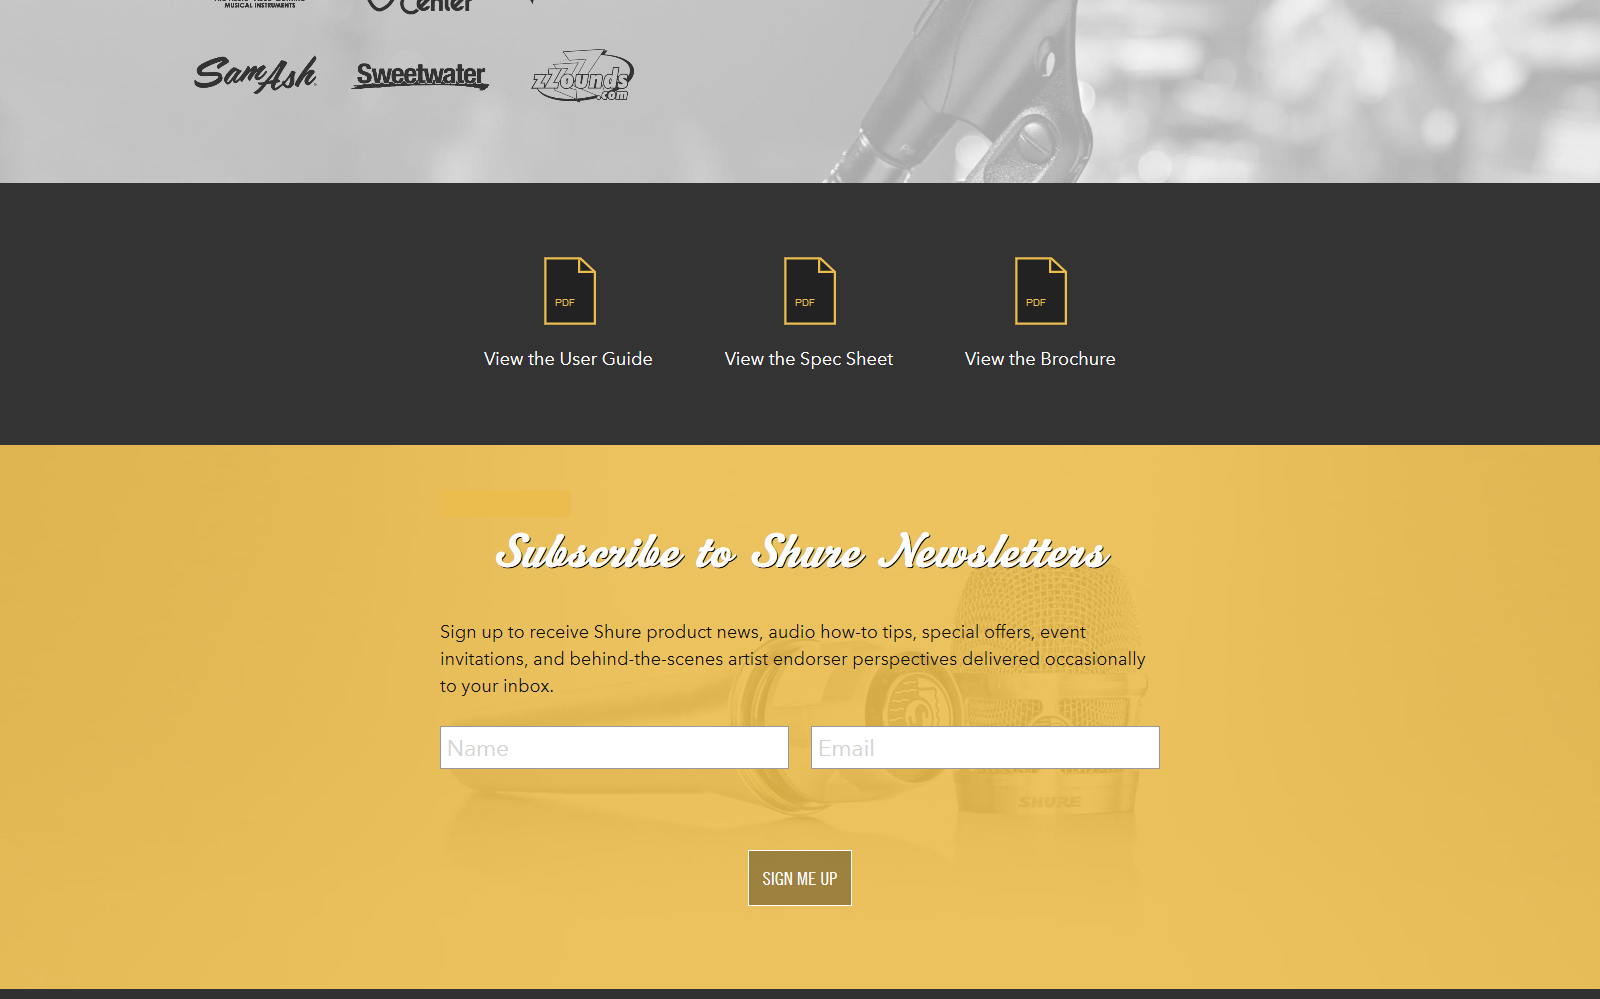 MUSICAL INSTRUMENTS
Center
SamAsh
Sweetwater
zZounds
.com
PDF
PDF
PDF
View the User Guide
View the Spec Sheet
View the Brochure
Subscribe to Shure Newsletters
Sign up to receive Shure product news, audio how-to tips, special offers, event
invitations, and behind-the-scenes artist endorser perspectives delivered occasionally
to your inbox.
Name
Email
SHURE
SIGN ME UP